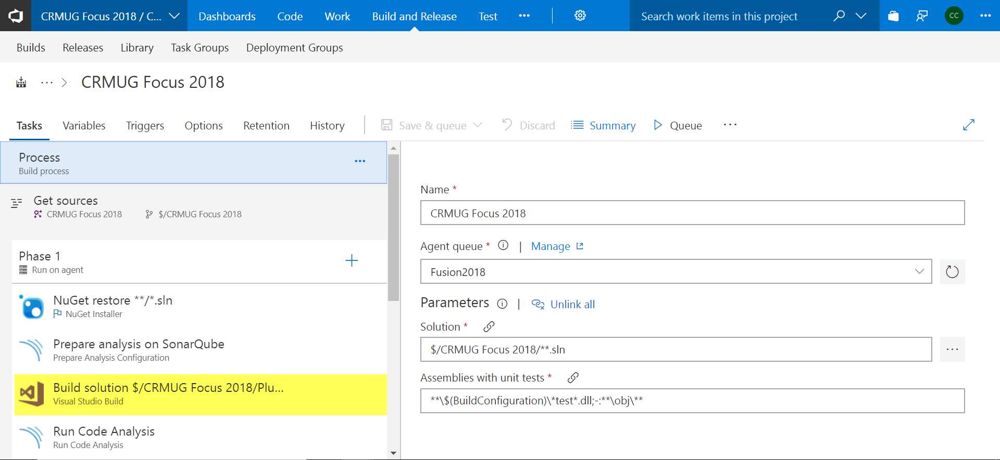 CRMUG Focus 2018 / C...
Dashboards
Code
Work
Build and Release
Test
Search work items in this project
CC
Builds
Releases
Library
Task Groups
Deployment Groups
CRMUG Focus 2018
Tasks
Variables
Triggers
Options
Retention
History
Save & queue
Discard
Summary
Queue
Process
Build process
Get sources
CRMUG Focus 2018
$/CRMUG Focus 2018
Phase 1
Run on agent
NuGet restore **/*.sln
NuGet Installer
Prepare analysis on SonarQube
Prepare Analysis Configuration
Build solution $/CRMUG Focus 2018/Plu...
Visual Studio Build
Run Code Analysis
Run Code Analysis
Name *
CRMUG Focus 2018
Agent queue * | Manage
Fusion2018
Parameters | Unlink all
Solution *
$/CRMUG Focus 2018/**.sln
Assemblies with unit tests *
**\$(BuildConfiguration)\*test*.dll;-:**\obj\**